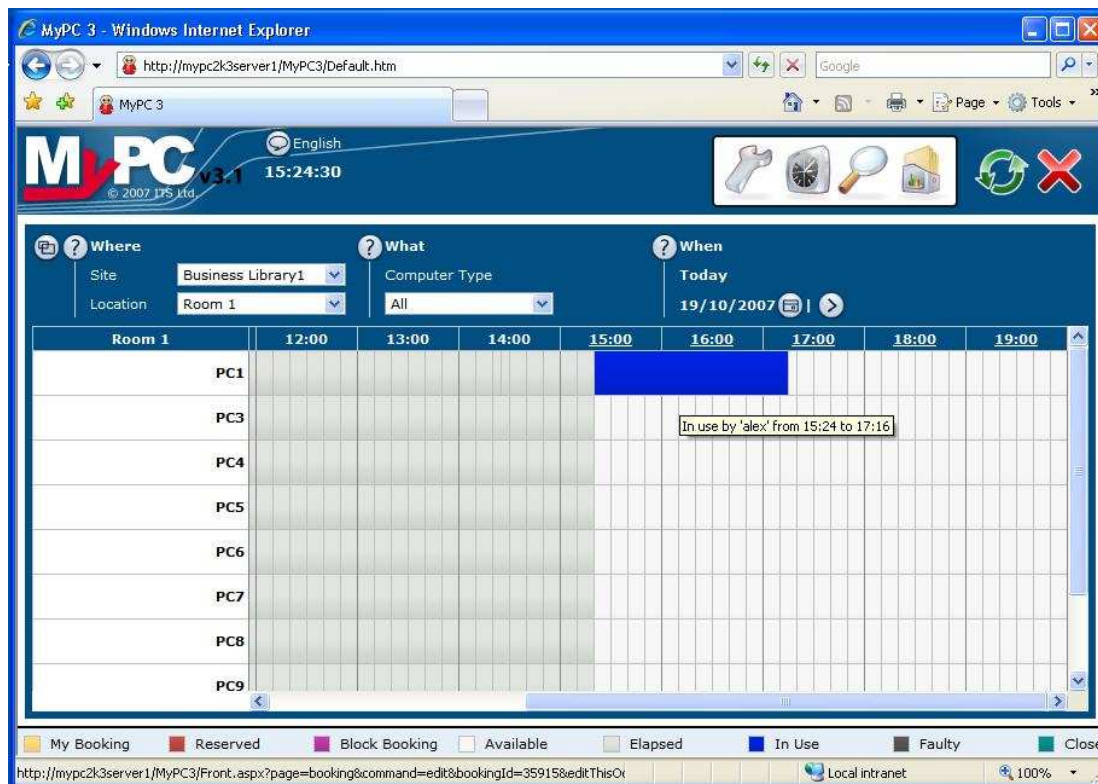 MyPC 3 - Windows Internet Explorer
http://mypc2k3server1/MyPC3/Default.htm
Google
MyPC 3
Page
Tools
MyPC v3.1
© 2007 ITS Ltd.
English
15:24:30
Where
What
When
Site
Business Library1
Computer Type
Today
Location
Room 1
All
19/10/2007
Room 1 12:00 13:00 14:00 15:00 16:00 17:00 18:00 19:00
PC1
PC3
In use by 'alex' from 15:24 to 17:16
PC4
PC5
PC6
PC7
PC8
PC9
My Booking Reserved Block Booking Available Elapsed In Use Faulty Close
http://mypc2k3server1/MyPC3/Front.aspx?page=booking&command=edit&bookingId=35915&editThisO
Local intranet
100%